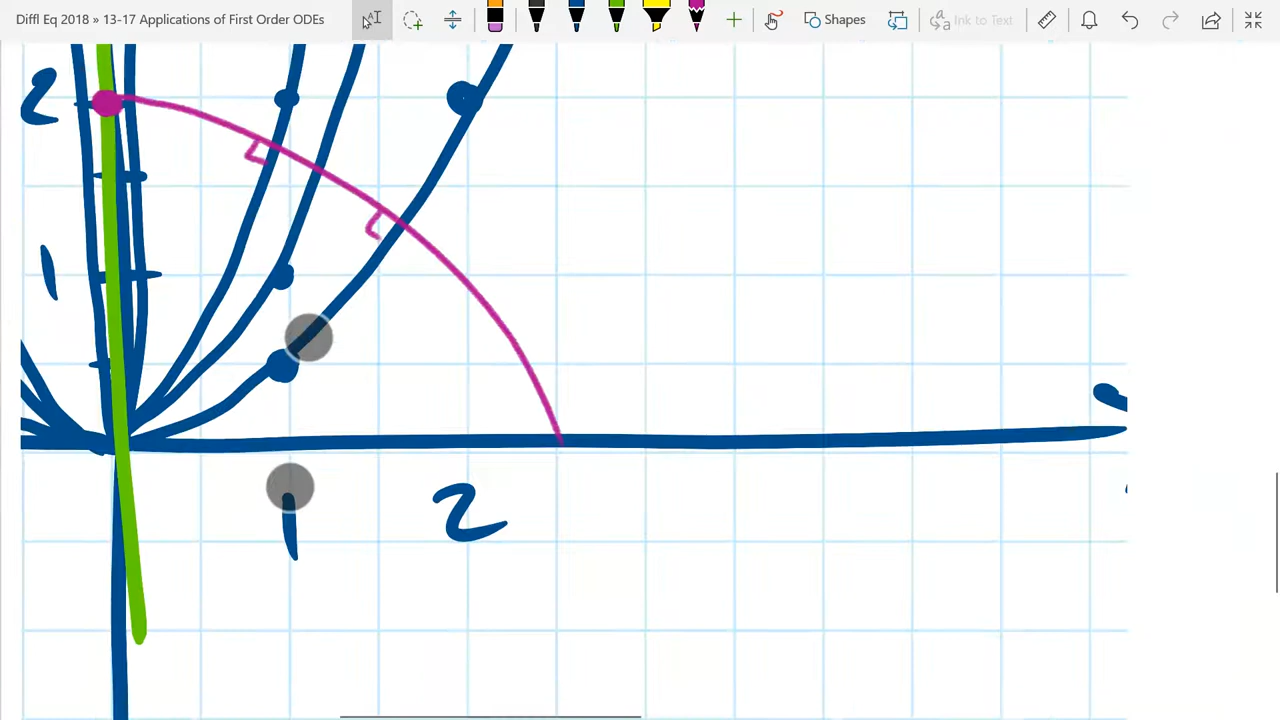 Diffl Eq 2018 » 13-17 Applications of First Order ODEs
Shapes
Ink to Text
2
1
1
2